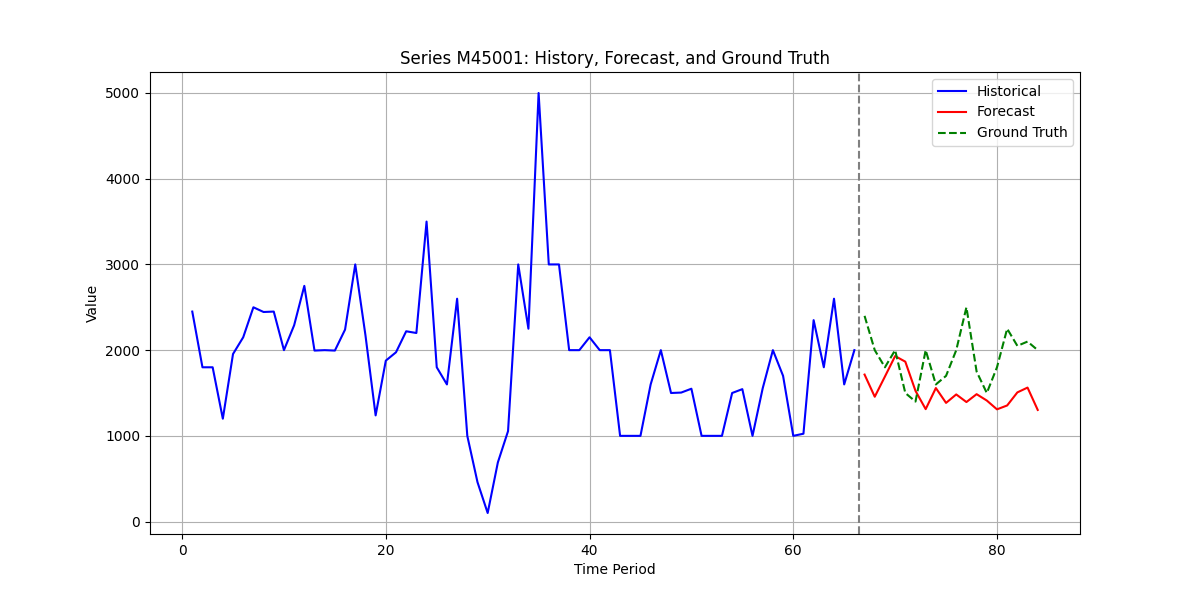 Series M45001: History, Forecast, and Ground Truth
Historical
Forecast
Ground Truth
Value
5000
4000
3000
2000
1000
0
0 20 40 60 80
Time Period